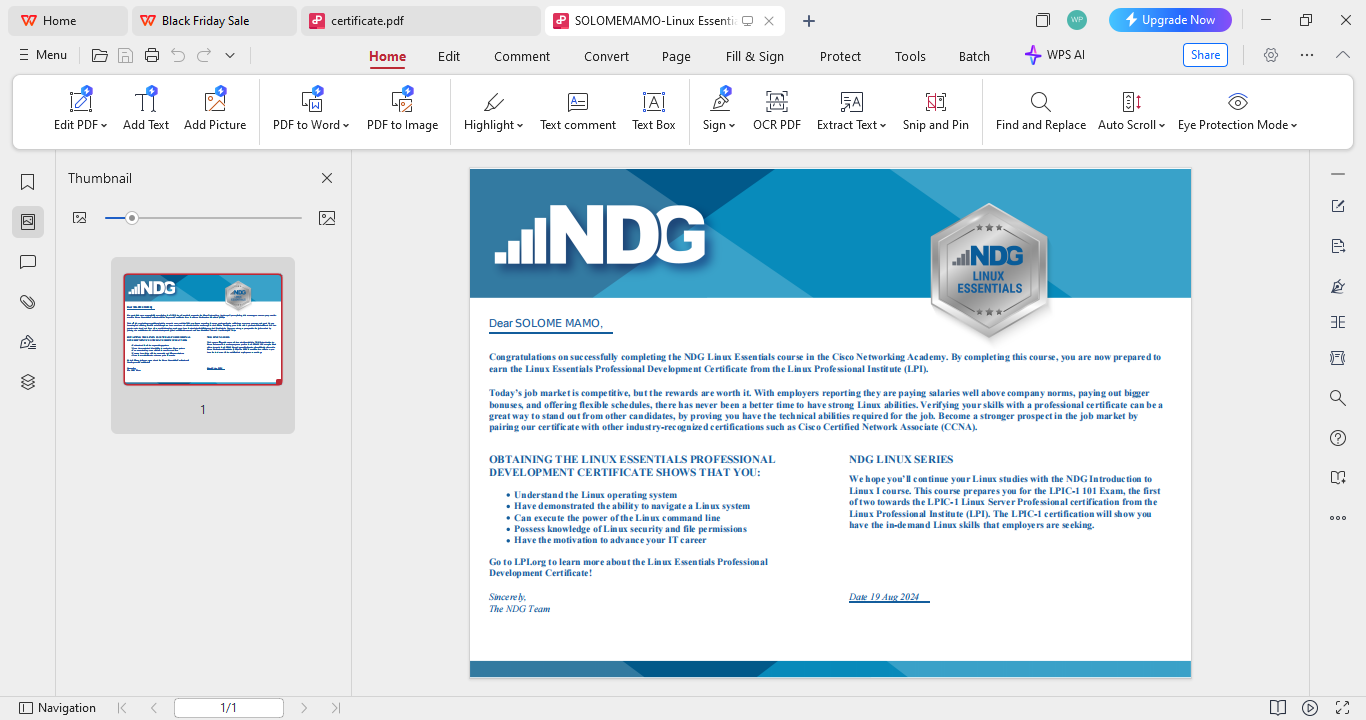 Home
Black Friday Sale
certificate.pdf
SOLOMEMAMO-Linux Essenti
WP
Upgrade Now
Menu
Home
Edit
Comment
Convert
Page
Fill & Sign
Protect
Tools
Batch
WPS AI
Share
Edit PDF
Add Text
Add Picture
PDF to Word
PDF to Image
Highlight
Text comment
Text Box
Sign
OCR PDF
Extract Text
Snip and Pin
Find and Replace
Auto Scroll
Eye Protection Mode
Thumbnail
1
NDG
NDG
LINUX
ESSENTIALS
Dear SOLOME MAMO,
Congratulations on successfully completing the NDG Linux Essentials course in the Cisco Networking Academy. By completing this course, you are now prepared to
earn the Linux Essentials Professional Development Certificate from the Linux Professional Institute (LPI).
Today's job market is competitive, but the rewards are worth it. With employers reporting they are paying salaries well above company norms, paying out bigger
bonuses, and offering flexible schedules, there has never been a better time to have strong Linux abilities. Verifying your skills with a professional certificate can be a
great way to stand out from other candidates, by proving you have the technical abilities required for the job. Become a stronger prospect in the job market by
pairing our certificate with other industry-recognized certifications such as Cisco Certified Network Associate (CCNA).
OBTAINING THE LINUX ESSENTIALS PROFESSIONAL
DEVELOPMENT CERTIFICATE SHOWS THAT YOU:
• Understand the Linux operating system
• Have demonstrated the ability to navigate a Linux system
• Can execute the power of the Linux command line
• Possess knowledge of Linux security and file permissions
• Have the motivation to advance your IT career
Go to LPI.org to learn more about the Linux Essentials Professional
Development Certificate!
Sincerely,
The NDG Team
NDG LINUX SERIES
We hope you'll continue your Linux studies with the NDG Introduction to
Linux I course. This course prepares you for the LPIC-1 101 Exam, the first
of two towards the LPIC-1 Linux Server Professional certification from the
Linux Professional Institute (LPI). The LPIC-1 certification will show you
have the in-demand Linux skills that employers are seeking.
Date 19 Aug 2024
Navigation
1/1